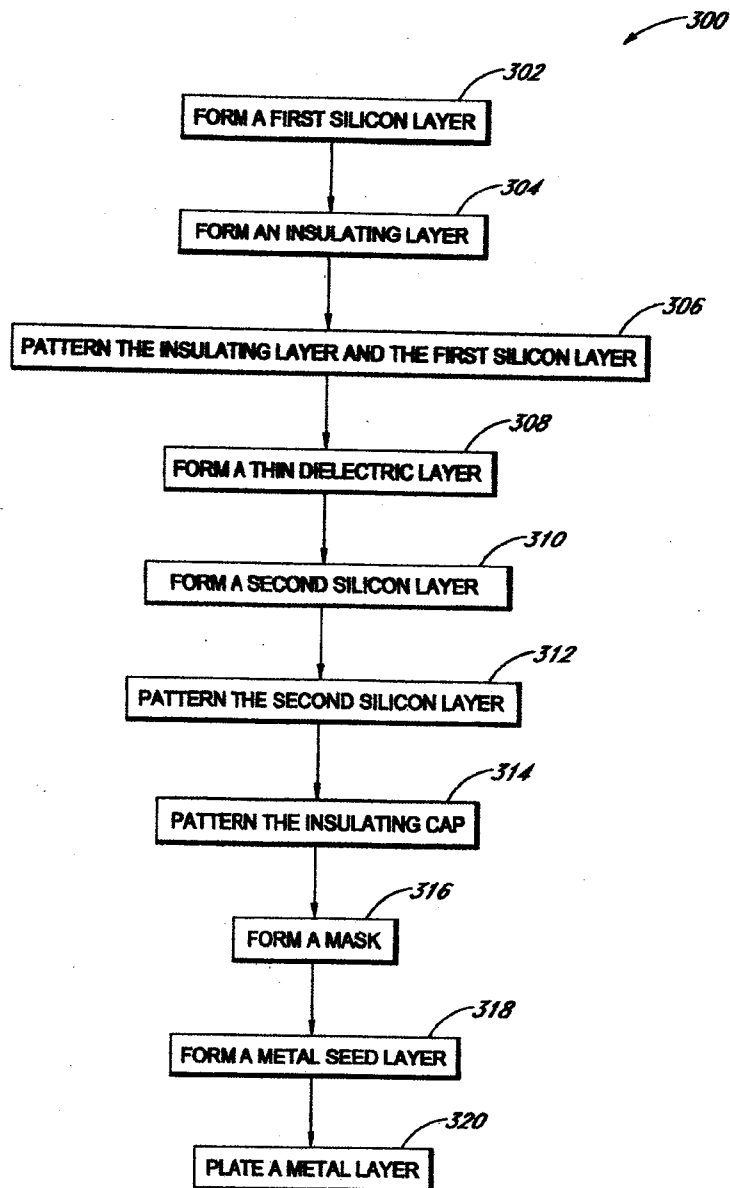 300
302
FORM A FIRST SILICON LAYER
304
FORM AN INSULATING LAYER
306
PATTERN THE INSULATING LAYER AND THE FIRST SILICON LAYER
308
FORM A THIN DIELECTRIC LAYER
310
FORM A SECOND SILICON LAYER
312
PATTERN THE SECOND SILICON LAYER
314
PATTERN THE INSULATING CAP
316
FORM A MASK
318
FORM A METAL SEED LAYER
320
PLATE A METAL LAYER